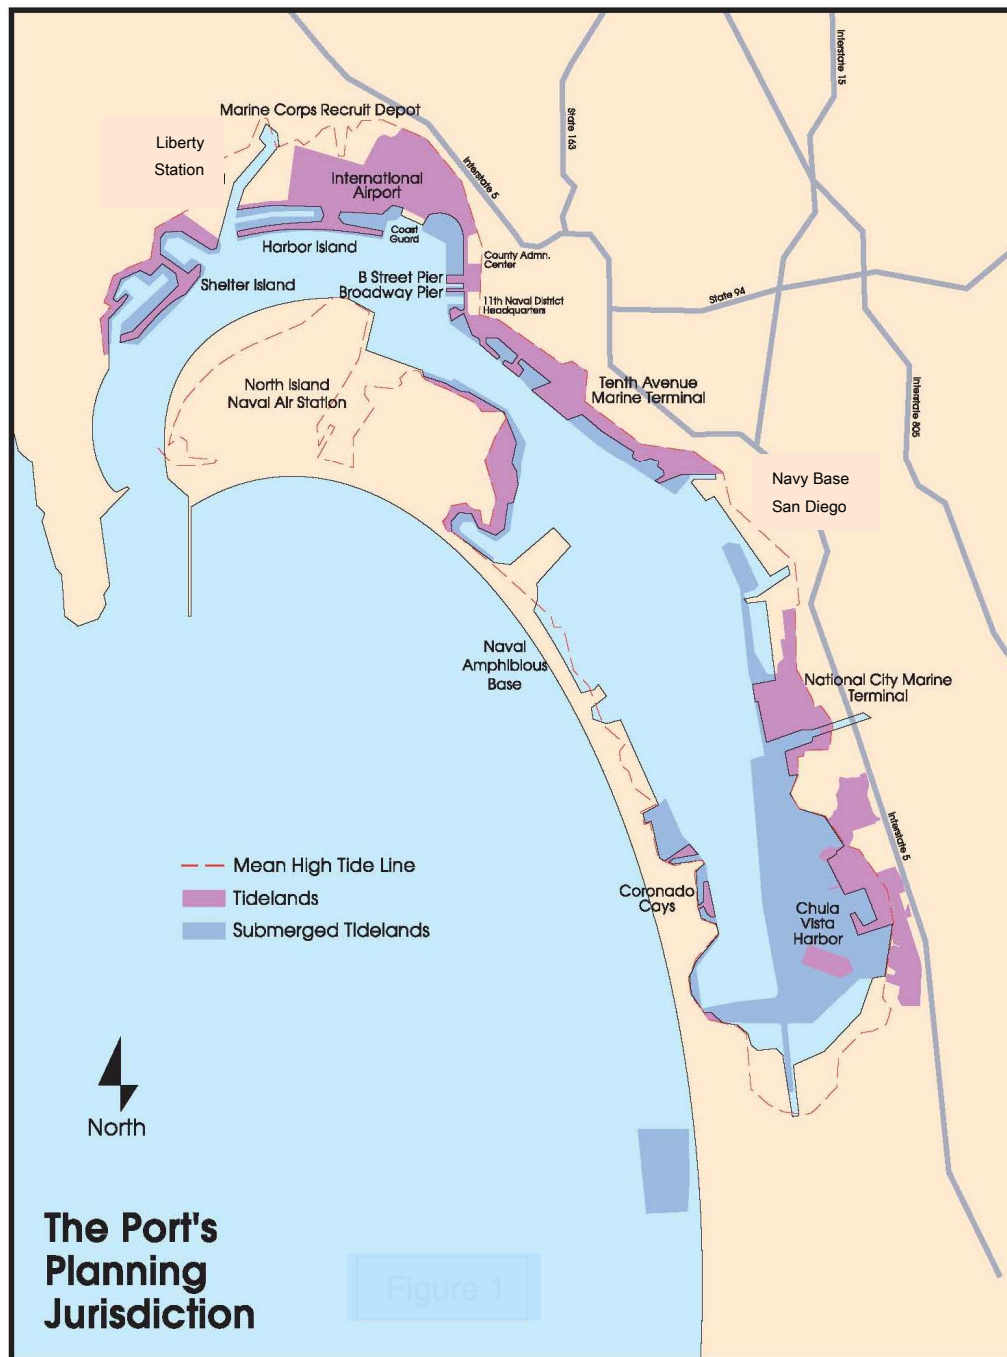 Interstate 15
Marine Corps Recruit Depot
Liberty
Station
State 163
Interstate 5
International
Airport
Coast
Guard
Harbor Island
County Admn.
Center
Shelter Island
B Street Pier
Broadway Pier
State 94
11th Naval District
Headquarters
North Island
Naval Air Station
Tenth Avenue
Marine Terminal
Interstate 805
Navy Base
San Diego
Naval
Amphibious
Base
National City Marine
Terminal
Interstate 5
Mean High Tide Line
Tidelands
Submerged Tidelands
Coronado
Cays
Chula
Vista
Harbor
North
The Port's
Planning
Jurisdiction
Figure 1